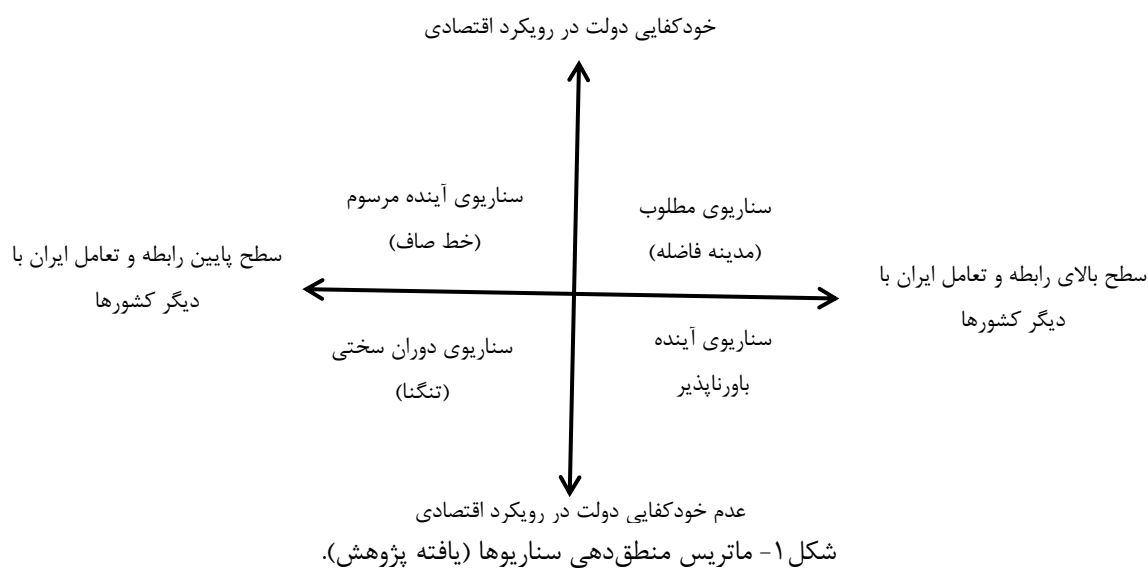 خودکفایی دولت در رویکرد اقتصادی
سناریوی مطلوب
(مدینه فاضله)
سناریوی آینده مرسوم
(خط صاف)
سطح بالای رابطه و تعامل ایران با
دیگر کشورها
سطح پایین رابطه و تعامل ایران با
دیگر کشورها
سناریوی آینده
باورناپذیر
سناریوی دوران سختی
(تنگنا)
عدم خودکفایی دولت در رویکرد اقتصادی
شکل۱- ماتریس منطق‌دهی سناریوها (یافته پژوهش).